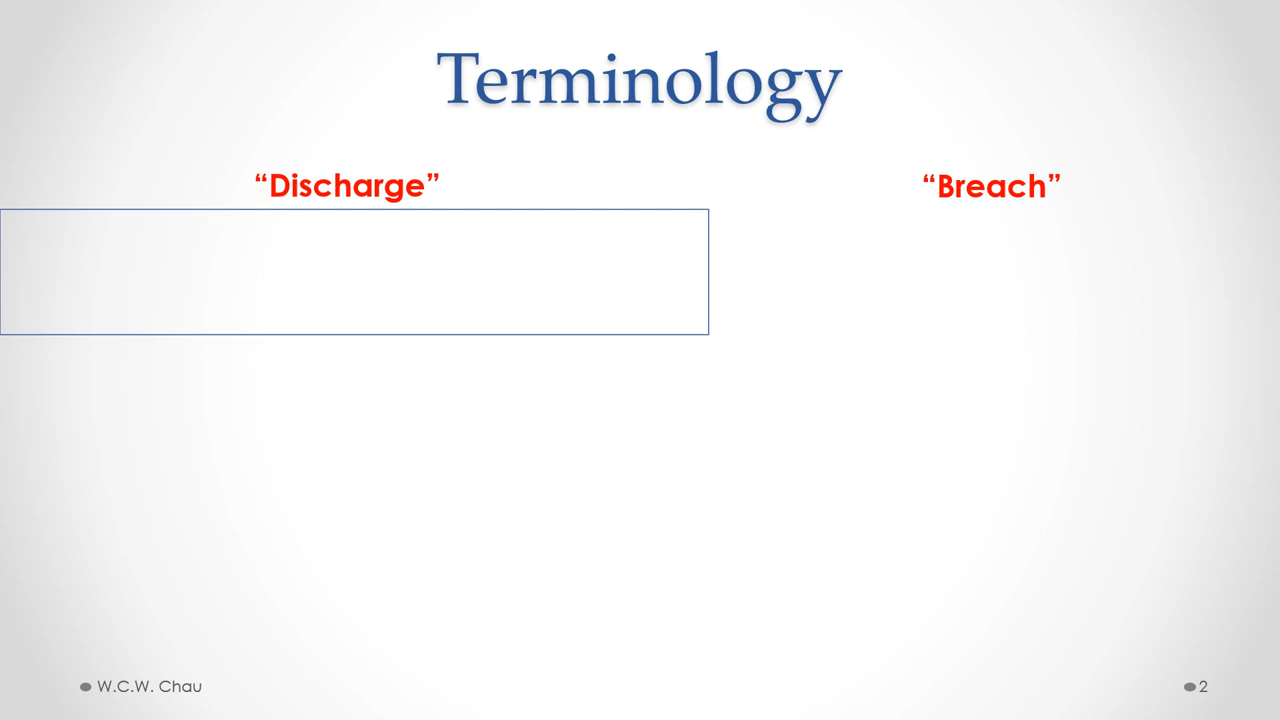 Terminology
“Discharge”
“Breach”
W.C.W. Chau
2